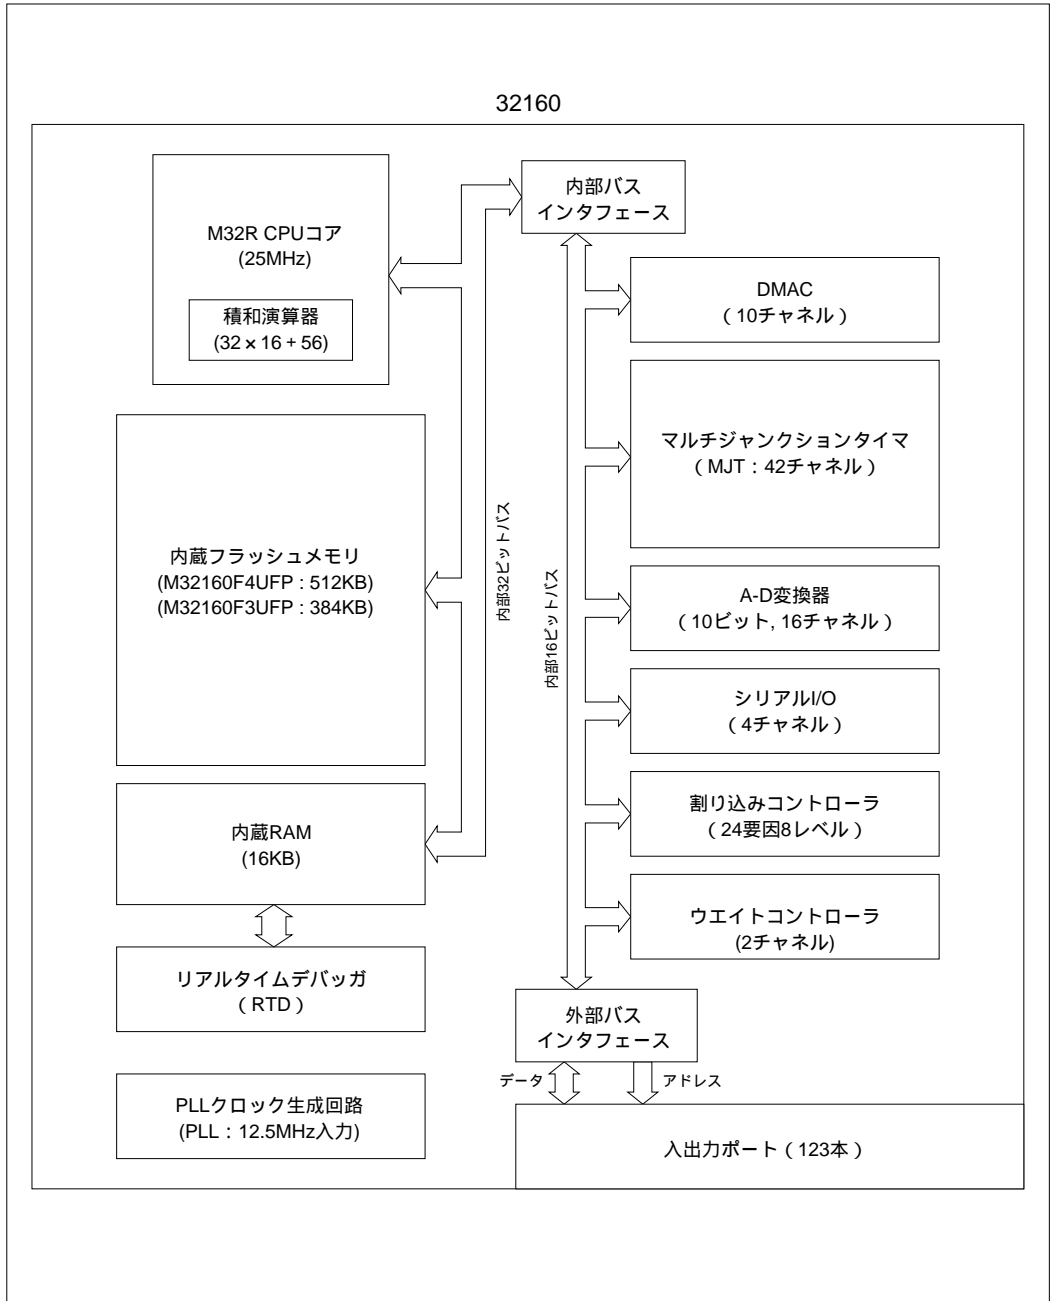 32160
M32R CPUコア
(25MHz)
積和演算器
(32×16+56)
内蔵フラッシュメモリ
(M32160F4UFP : 512KB)
(M32160F3UFP : 384KB)
内蔵RAM
(16KB)
リアルタイムデバッガ
(RTD)
PLLクロック生成回路
(PLL : 12.5MHz入力)
内部32ビットバス
内部バス
インタフェース
内部16ビットバス
DMAC
(10チャネル)
マルチジャンクションタイマ
(MJT : 42チャネル)
A-D変換器
(10ビット, 16チャネル)
シリアルI/O
(4チャネル)
割り込みコントローラ
(24要因8レベル)
ウエイトコントローラ
(2チャネル)
外部バス
インタフェース
データ
アドレス
入出力ポート(123本)